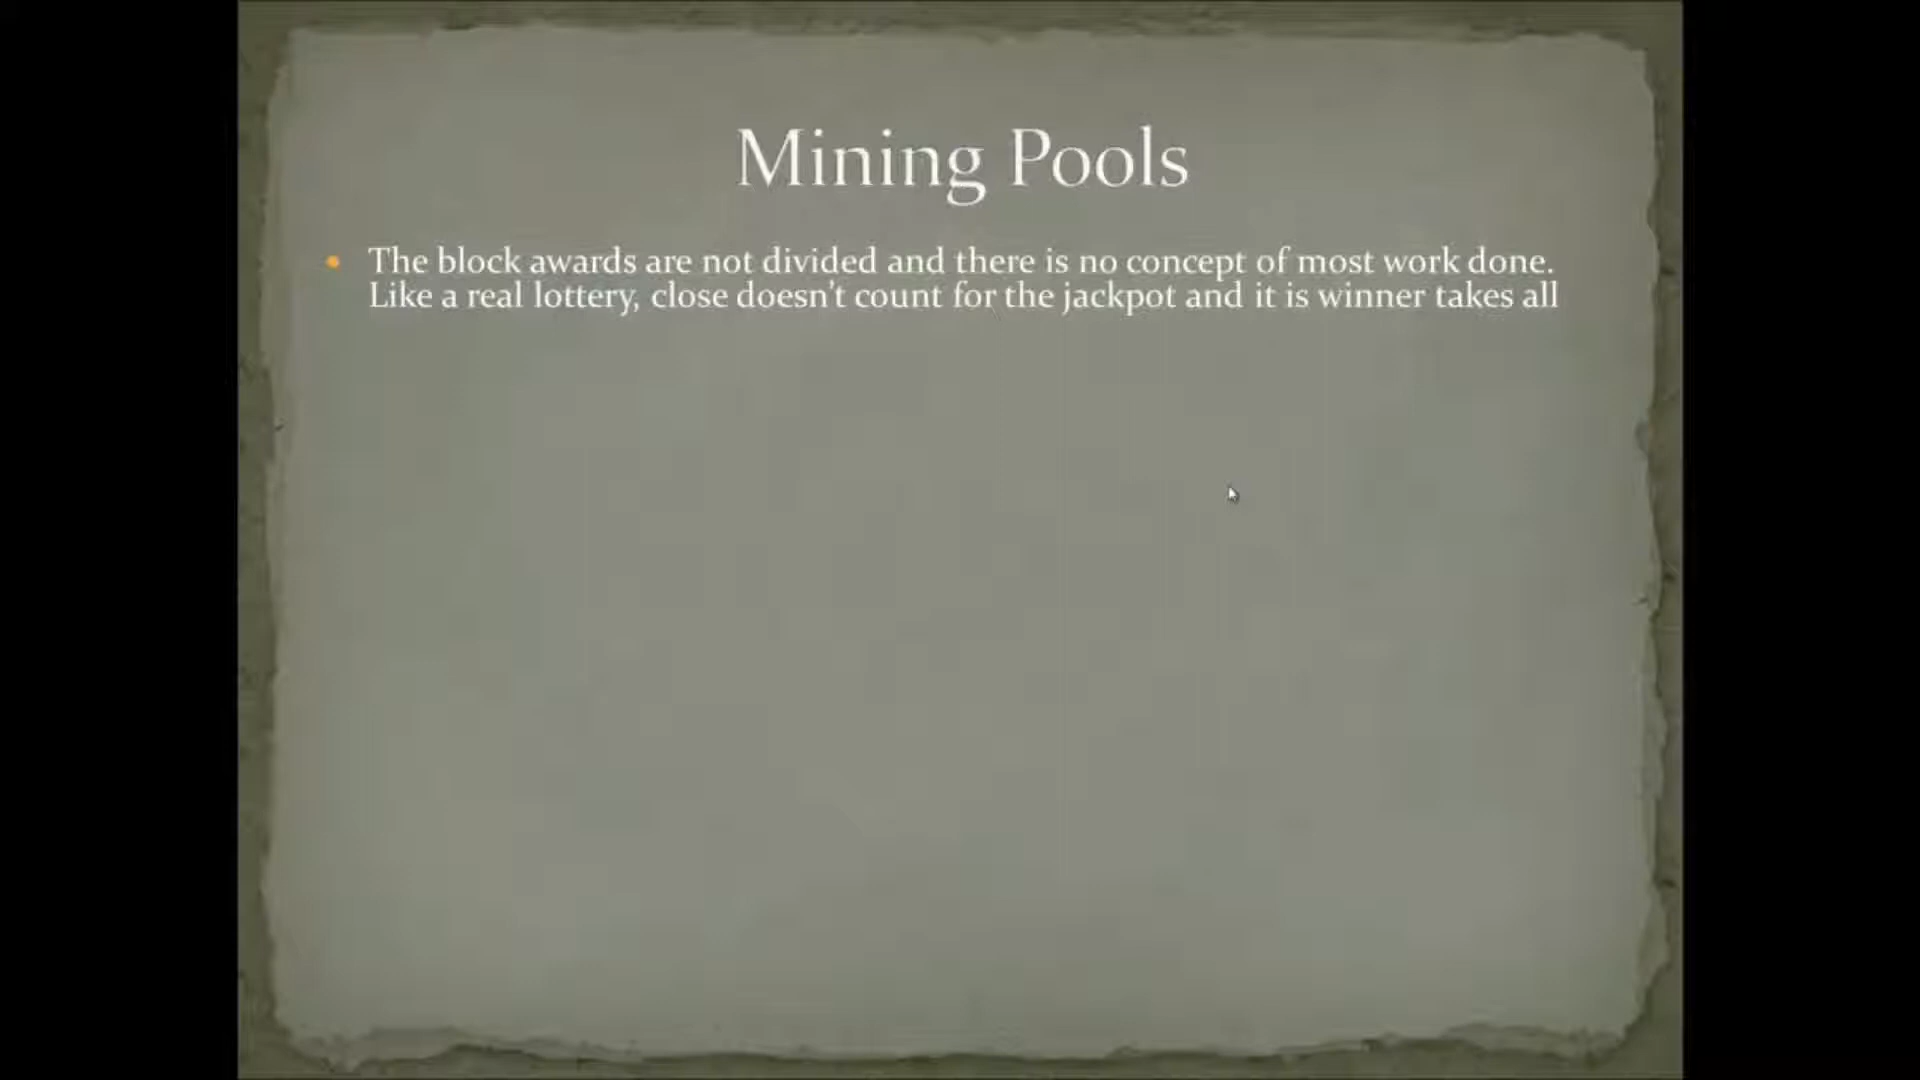 Mining Pools
The block awards are not divided and there is no concept of most work done.
Like a real lottery, close doesn't count for the jackpot and it is winner takes all